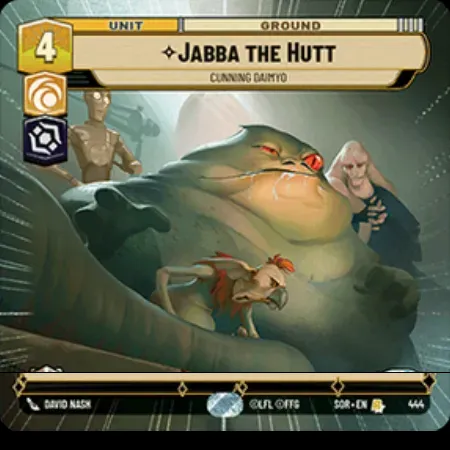 UNIT GROUND
4
JABBA THE HUTT
CUNNING DAIMYO
DAVID NASH ©LFL ©FFG SOR • EN 444